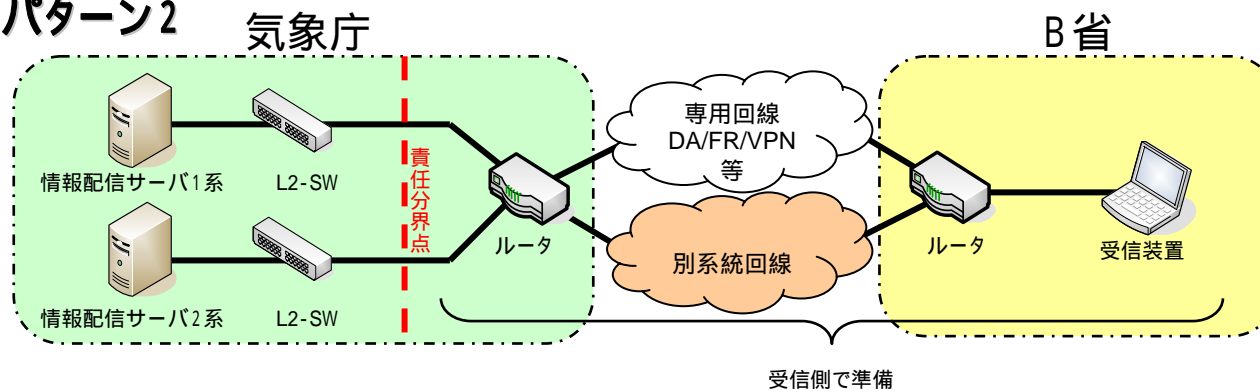 パターン2
気象庁
B省
専用回線
DA/FR/VPN
等
情報配信サーバ1系
L2-SW
責任分界点
ルータ
別系統回線
ルータ
受信装置
情報配信サーバ2系
L2-SW
受信側で準備